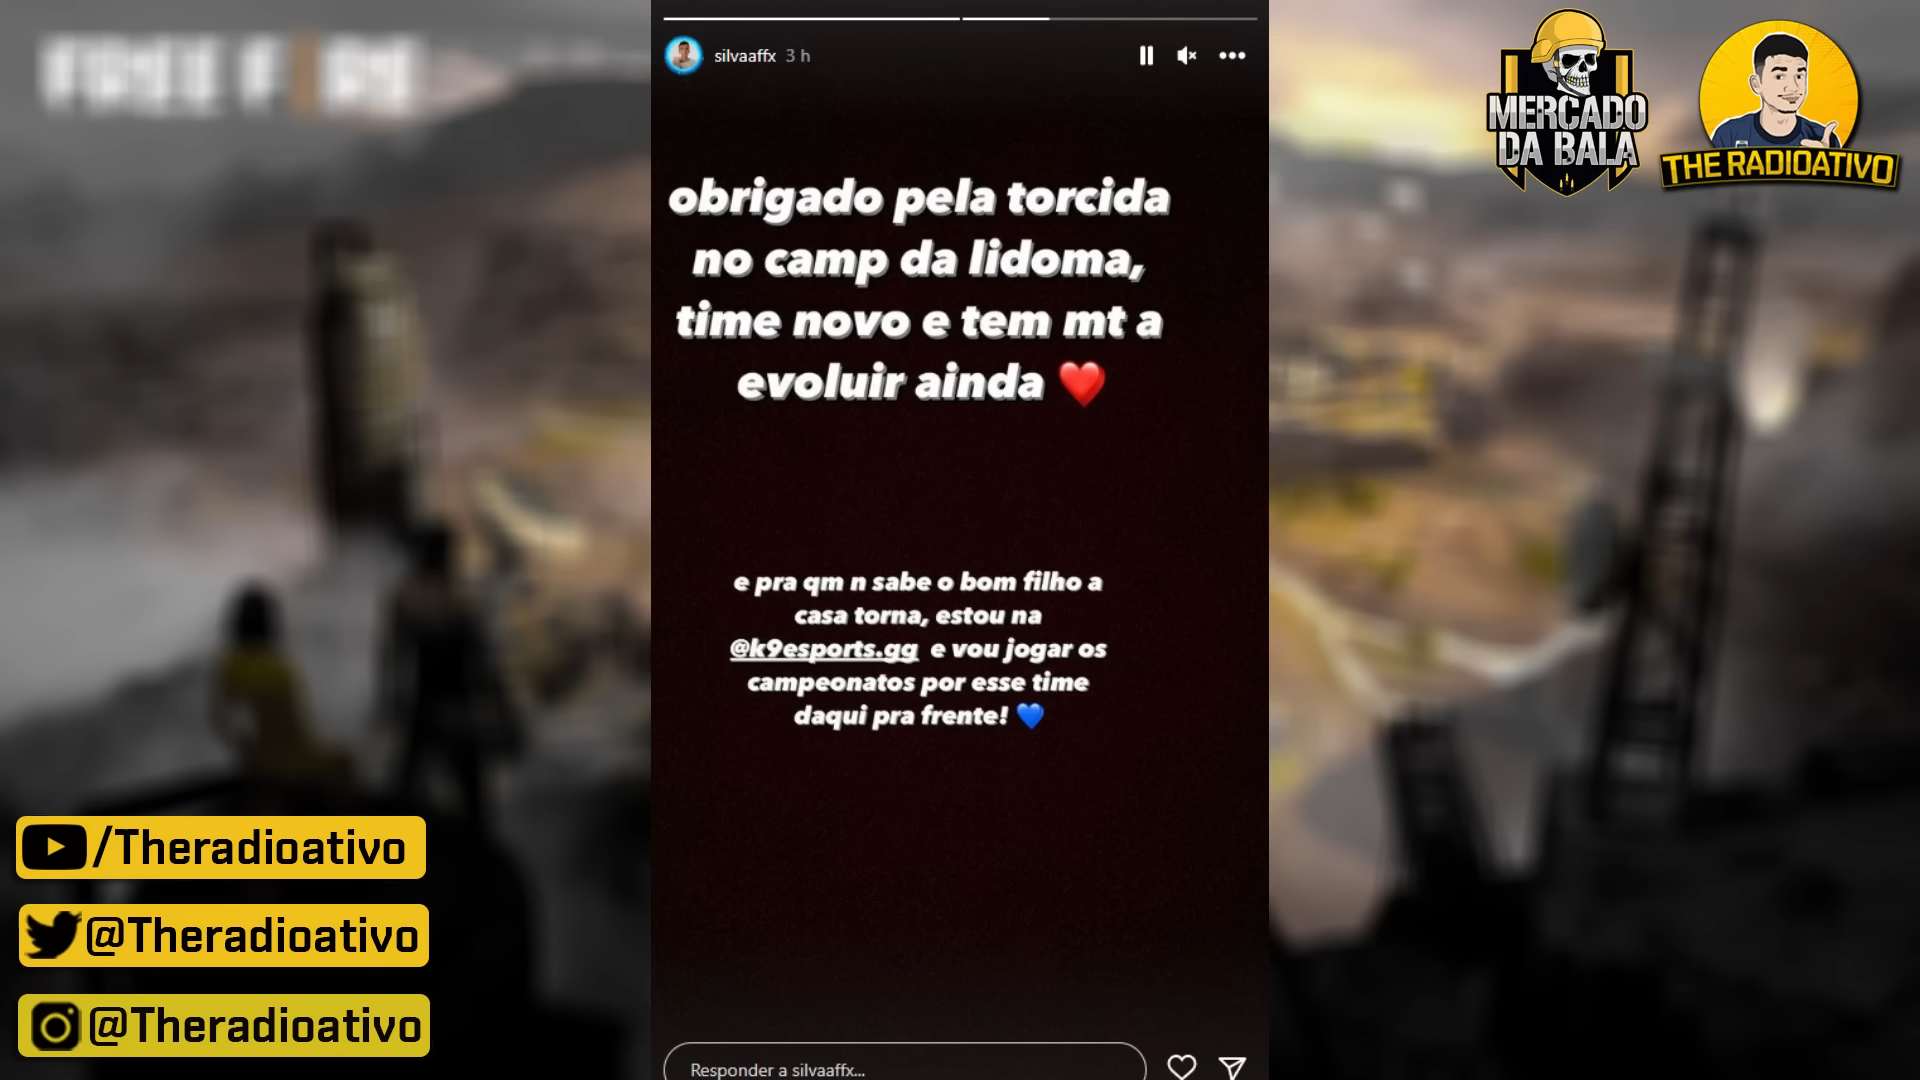 FREE FIRE
silvaaffx 3 h
MERCADO
DA BALA
THE RADIOATIVO
obrigado pela torcida
no camp da lidoma,
time novo e tem mt a
evoluir ainda ❤️
e pra qm n sabe o bom filho a
casa torna, estou na
@k9esports.gg e vou jogar os
campeonatos por esse time
daqui pra frente! 💙
/Theradioativo
@Theradioativo
@Theradioativo
Responder a silvaaffx...